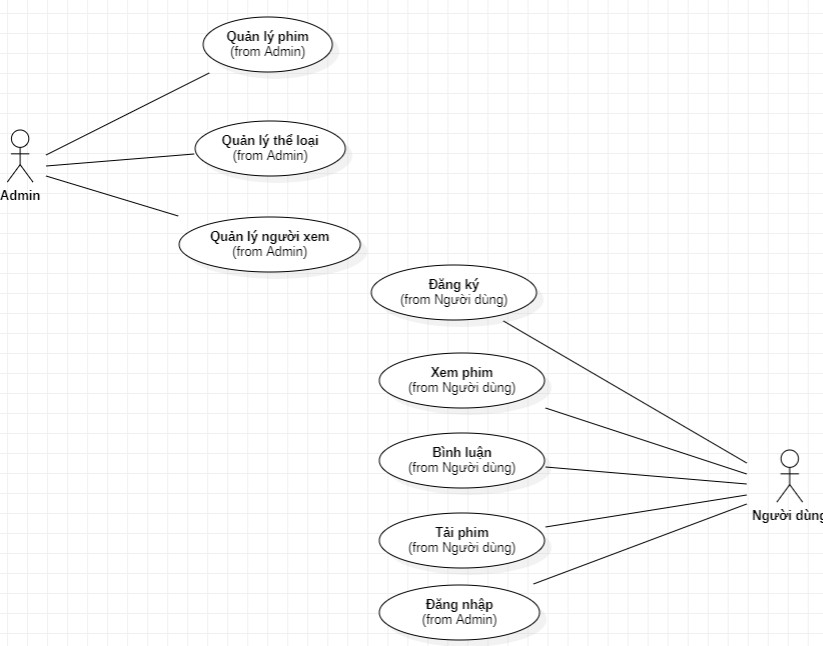 Quản lý phim
(from Admin)
Quản lý thể loại
(from Admin)
Admin
Quản lý người xem
(from Admin)
Đăng ký
(from Người dùng)
Xem phim
(from Người dùng)
Bình luận
(from Người dùng)
Người dùng
Tải phim
(from Người dùng)
Đăng nhập
(from Admin)